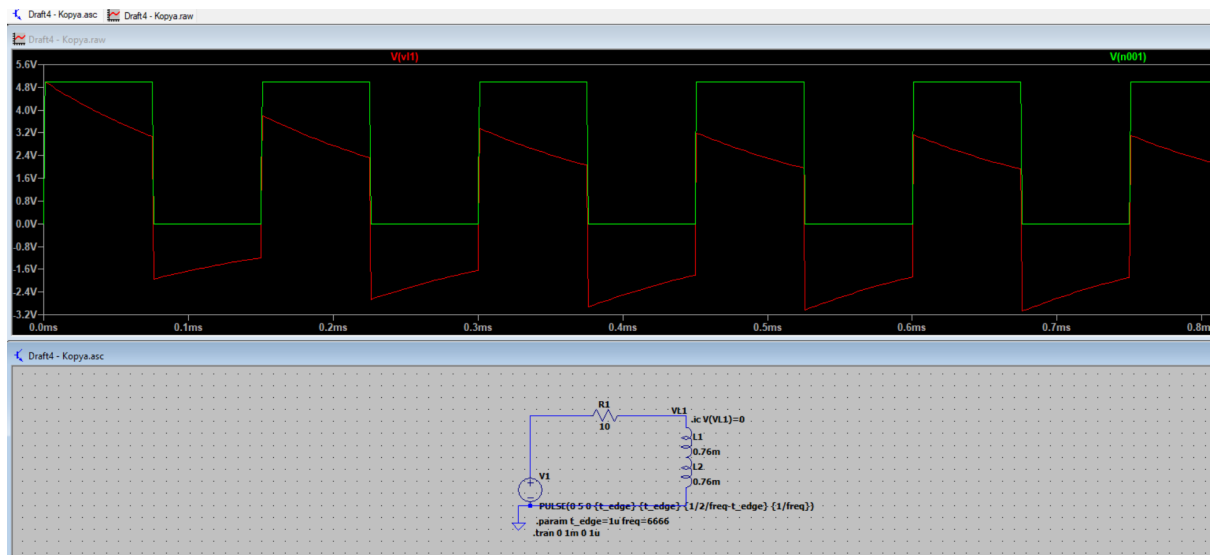 Draft4 - Kopya.asc Draft4 - Kopya.raw
Draft4 - Kopya.raw
V(vl1) V(n001)
5.6V
4.8V
4.0V
3.2V
2.4V
1.6V
0.8V
0.0V
-0.8V
-1.6V
-2.4V
-3.2V
0.0ms 0.1ms 0.2ms 0.3ms 0.4ms 0.5ms 0.6ms 0.7ms 0.8m
Draft4 - Kopya.asc
R1
10
VL1
.ic V(VL1)=0
L1
0.76m
L2
0.76m
V1
PULSE(0 5 0 {t_edge} {t_edge} {1/2/freq-t_edge} {1/freq})
.param t_edge=1u freq=6666
.tran 0 1m 0 1u